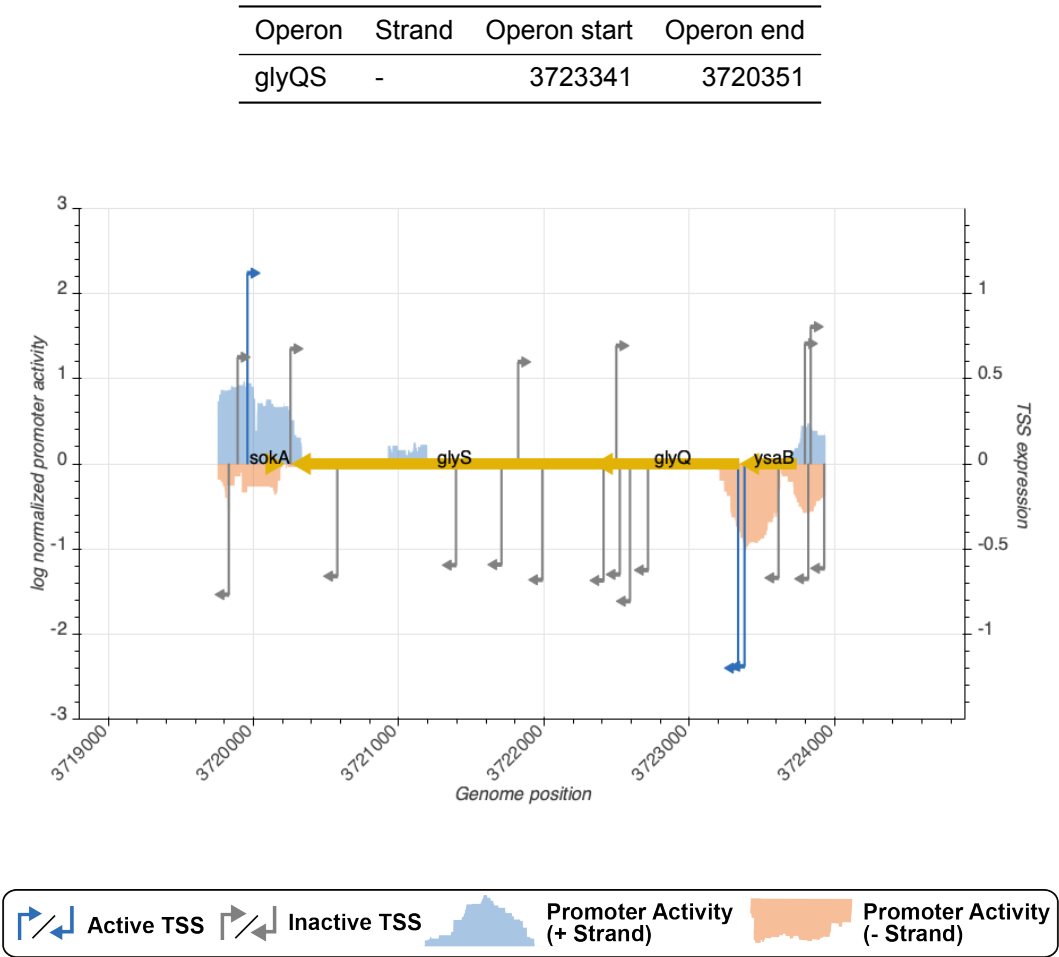 Operon Strand Operon start Operon end
glyQS - 3723341 3720351
3
2
1
0
-1
-2
-3
log normalized promoter activity
1
0.5
0
-0.5
-1
TSS expression
sokA glyS glyQ ysaB
3719000 3720000 3721000 3722000 3723000 3724000
Genome position
Active TSS
Inactive TSS
Promoter Activity
(+ Strand)
Promoter Activity
(- Strand)